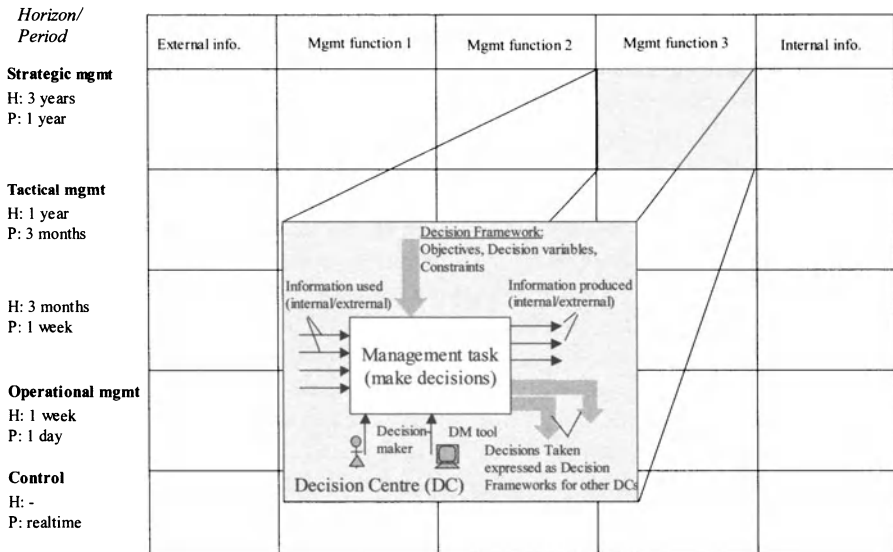 Horizon/
Period
External info.
Mgmt function 1
Mgmt function 2
Mgmt function 3
Internal info.
Strategic mgmt
H: 3 years
P: 1 year
Tactical mgmt
H: 1 year
P: 3 months
H: 3 months
P: 1 week
Operational mgmt
H: 1 week
P: 1 day
Control
H: -
P: realtime
Decision Framework:
Objectives, Decision variables,
Constraints
Information used
(internal/extrernal)
Information produced
(internal/extrernal)
Management task
(make decisions)
Decision-
maker
DM tool
Decisions Taken
expressed as Decision
Frameworks for other DCs
Decision Centre (DC)